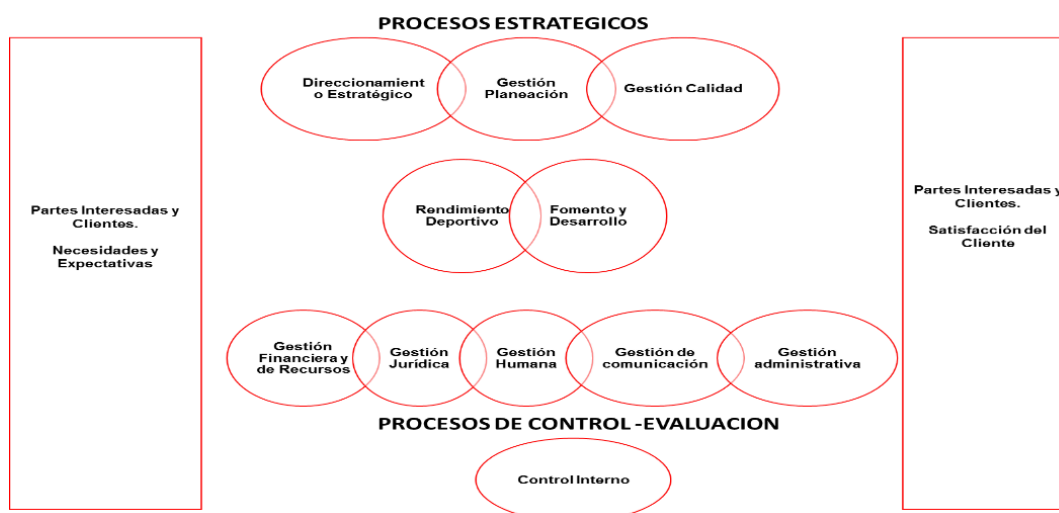 PROCESOS ESTRATEGICOS
Direccionamient
o Estratégico
Gestión
Planeación
Gestión Calidad
Partes Interesadas y
Clientes.
Necesidades y
Expectativas
Rendimiento
Deportivo
Fomento y
Desarrollo
Partes Interesadas y
Clientes.
Satisfacción del
Cliente
Gestión
Financiera y
de Recursos
Gestión
Jurídica
Gestión
Humana
Gestión de
comunicación
Gestión
administrativa
PROCESOS DE CONTROL -EVALUACION
Control Interno